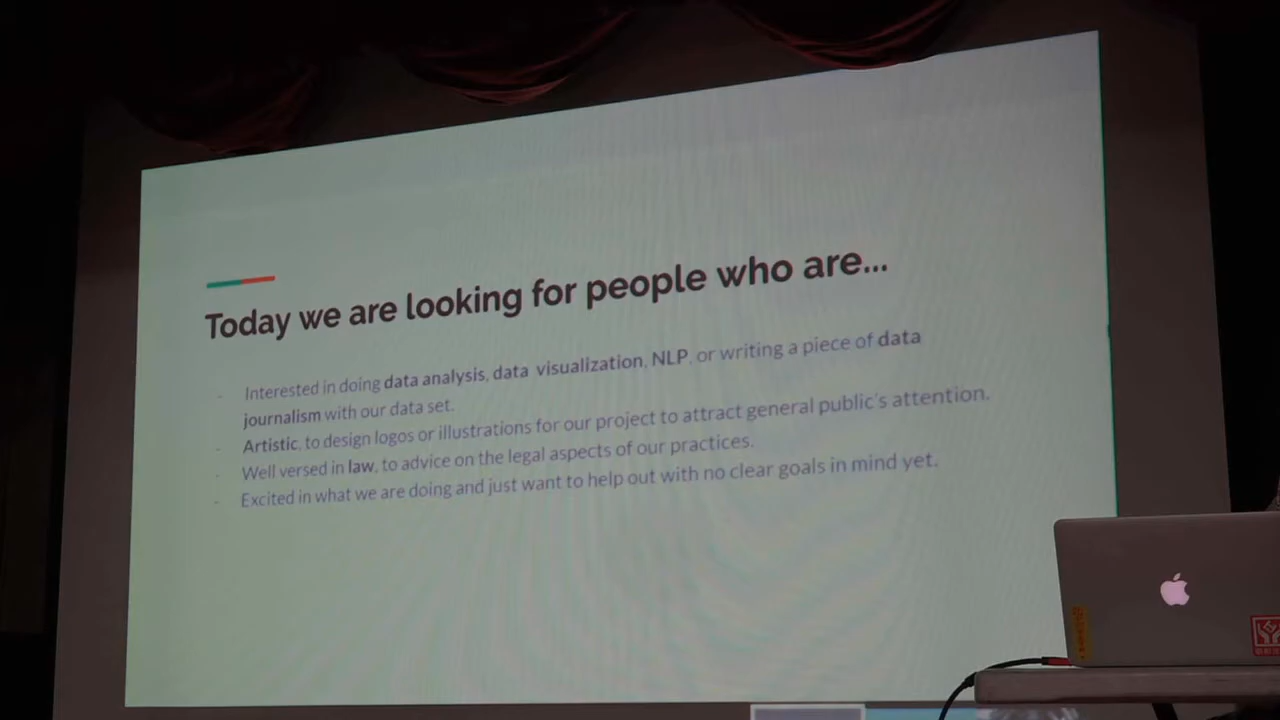 Today we are looking for people who are...
- Interested in doing data analysis, data visualization, NLP, or writing a piece of data
journalism with our data set.
- Artistic, to design logos or illustrations for our project to attract general public's attention.
- Well versed in law, to advice on the legal aspects of our practices.
- Excited in what we are doing and just want to help out with no clear goals in mind yet.